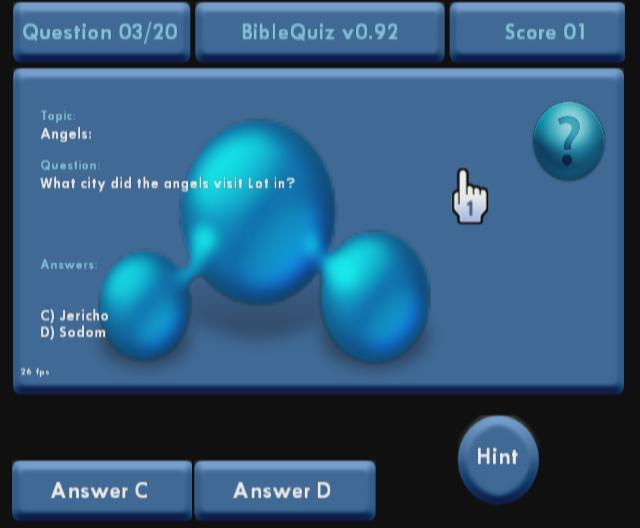 Question 03/20
BibleQuiz v0.92
Score 01
Topic:
Angels:
?
Question:
What city did the angels visit Lot in?
1
Answers:
C) Jericho
D) Sodom
26 fps
Hint
Answer C
Answer D